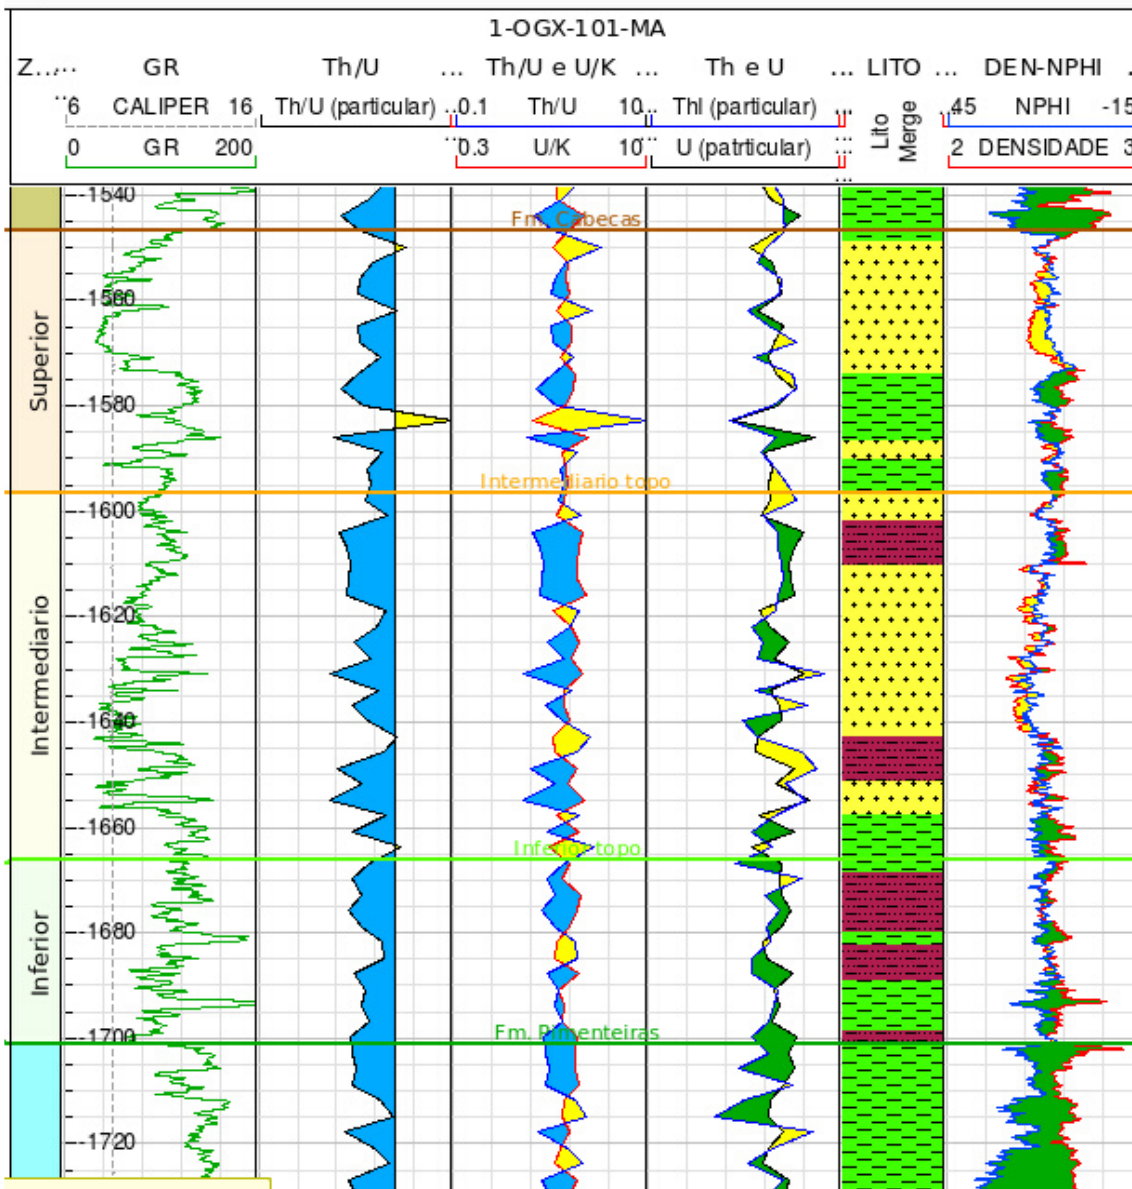 1-OGX-101-MA
Z...... GR Th/U ... Th/U e U/K ... Th e U ... LITO ... DEN-NPHI .
6 CALIPER 16 Th/U (particular) 0.1 Th/U 10 Thl (particular) Lito Merge 45 NPHI -15
0 GR 200 0.3 U/K 10 U (patrticular) 2 DENSIDADE 3
-1540
Fm. Cabecas
-1560
Superior
-1580
Intermediario topo
-1600
-1620
Intermediario
-1640
-1660
Inferior topo
-1680
Inferior
-1700
Fm. Pimenteiras
-1720